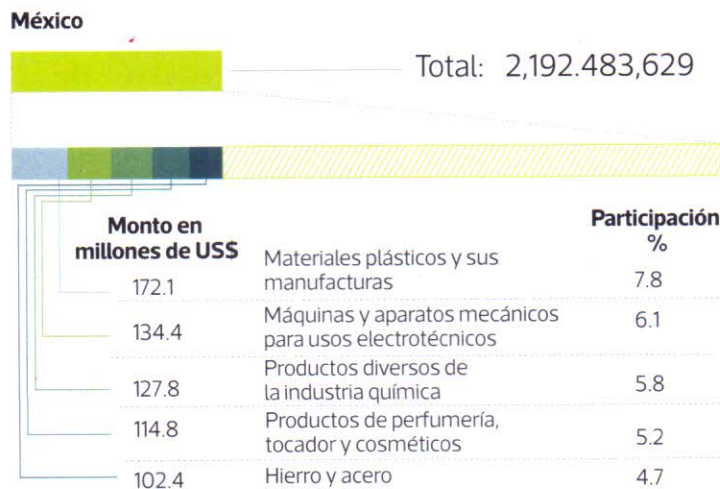 México
Total: 2,192.483,629
Monto en
millones de US$
Participación
%
172.1 Materiales plásticos y sus
manufacturas 7.8
134.4 Máquinas y aparatos mecánicos
para usos electrotécnicos 6.1
127.8 Productos diversos de
la industria química 5.8
114.8 Productos de perfumería,
tocador y cosméticos 5.2
102.4 Hierro y acero 4.7